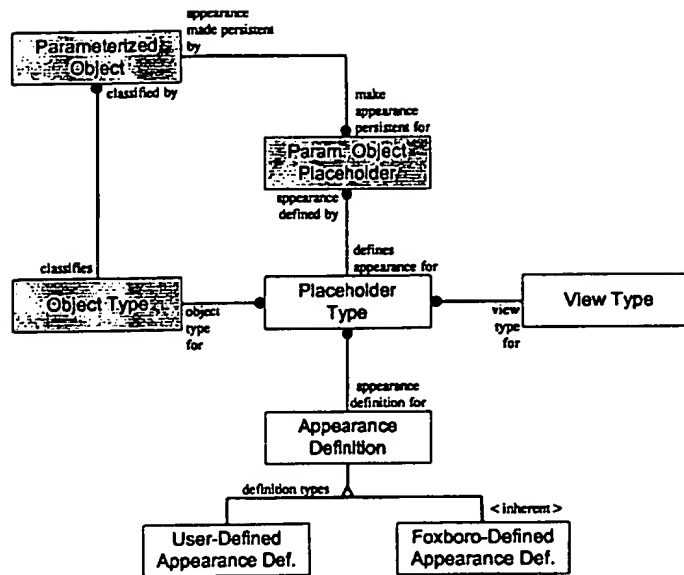 appearance
made persistent
by
Parameterized
Object
classified by
make
appearance
persistent for
Param. Object
Placeholder
appearance
defined by
defines
appearance for
classifies
Object Type
object
type
for
Placeholder
Type
view
type
for
View Type
appearance
definition for
Appearance
Definition
definition types
< inherent >
User-Defined
Appearance Def.
Foxboro-Defined
Appearance Def.